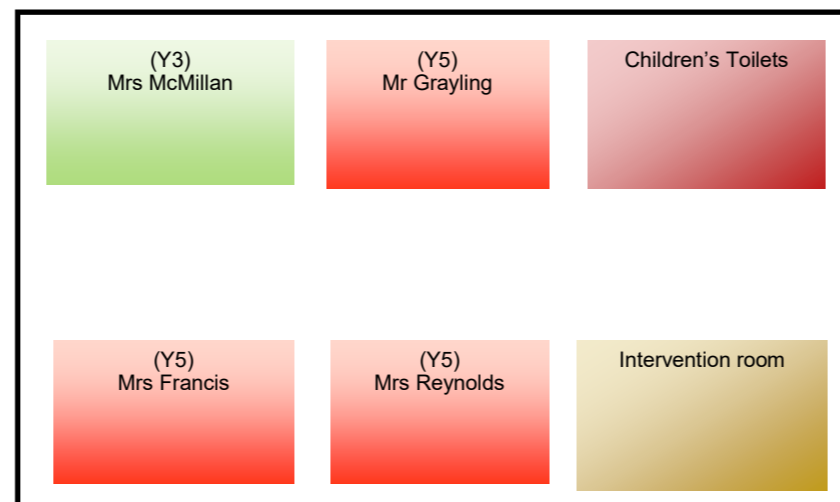 (Y3)
Mrs McMillan
(Y5)
Mr Grayling
Children’s Toilets
(Y5)
Mrs Francis
(Y5)
Mrs Reynolds
Intervention room